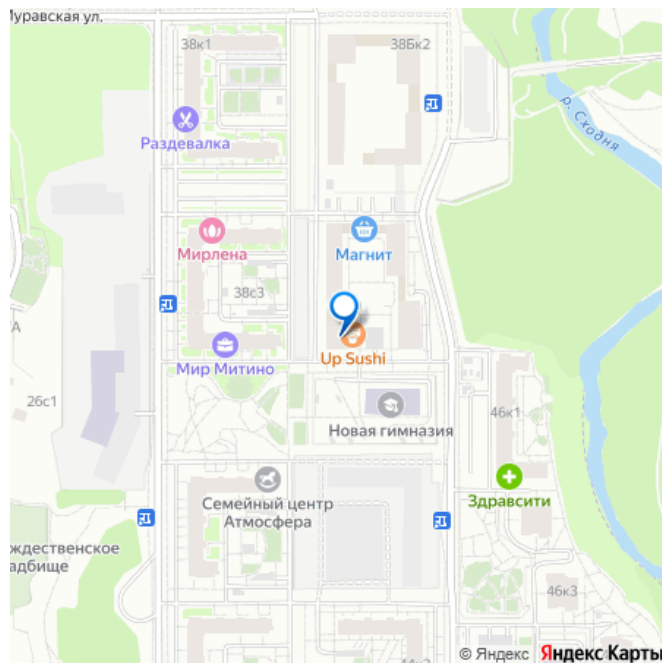 Муравская ул.
38к1
38Бк2
р. Сходня
Раздевалка
Мирлена
Магнит
38с3
А
Up Sushi
Мир Митино
26с1
46к1
Новая гимназия
Семейный центр
Атмосфера
Здравсити
ждественское
адбище
46к3
© Яндекс Яндекс Карты